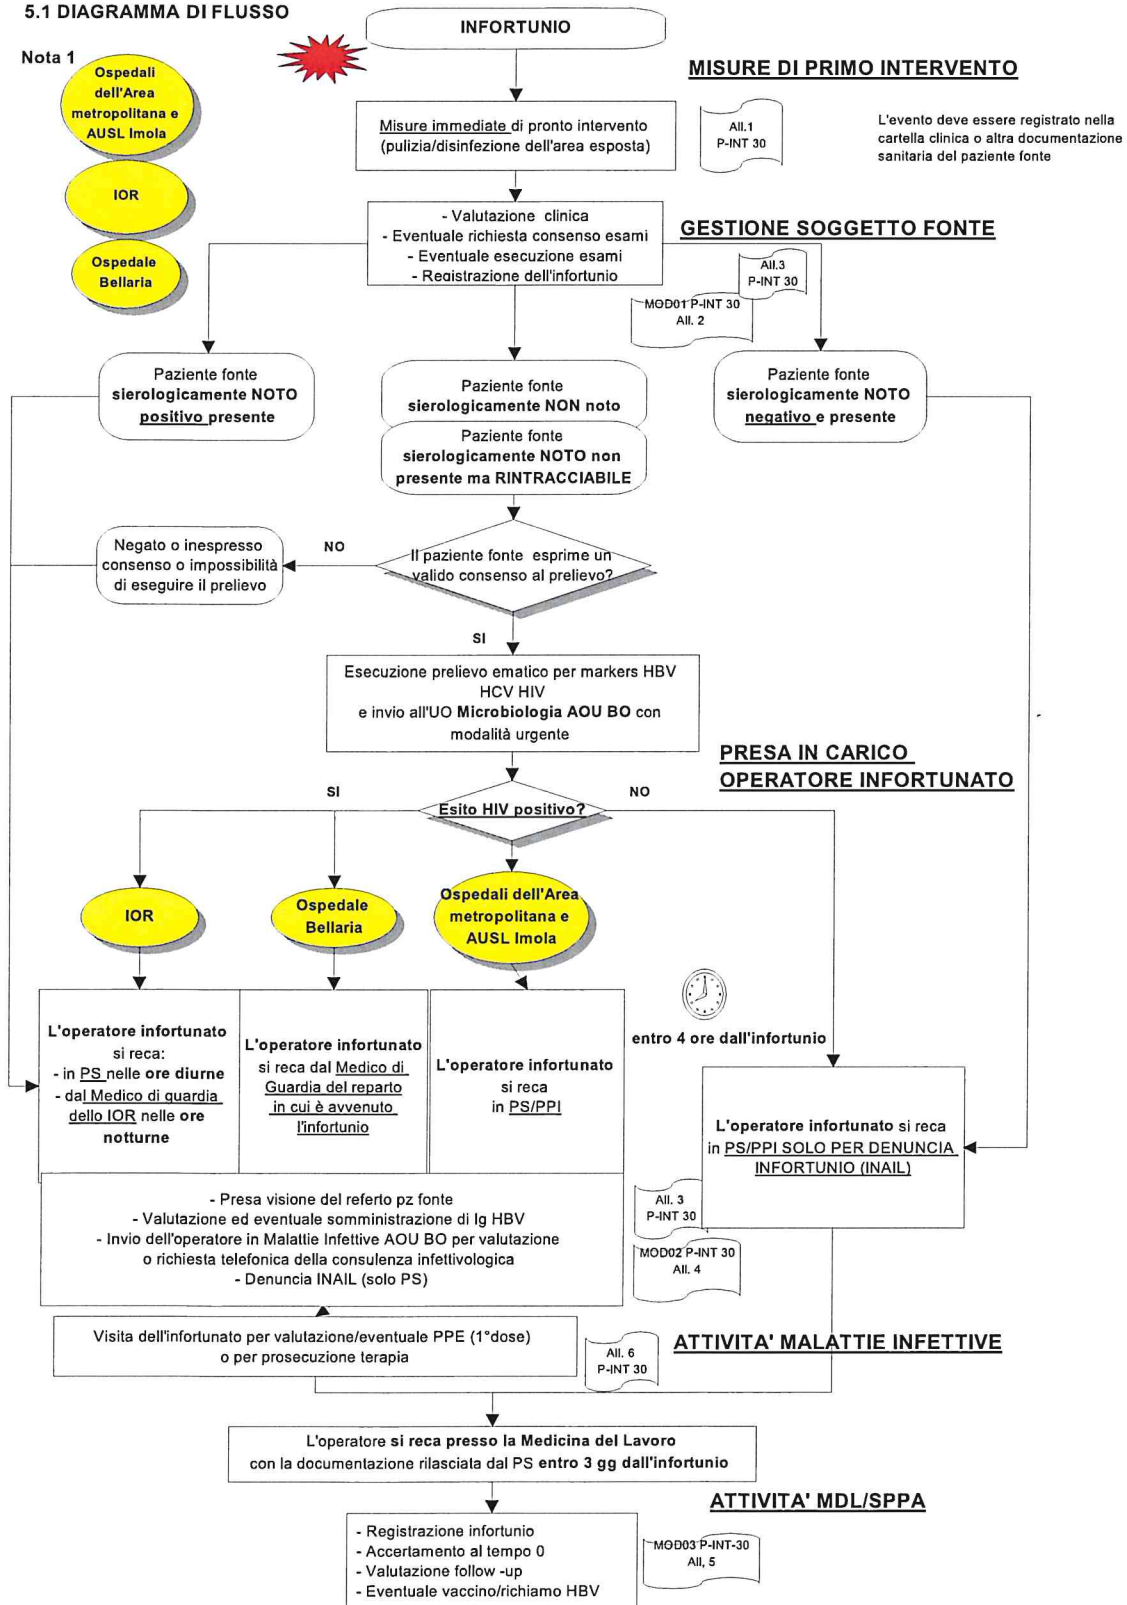 5.1 DIAGRAMMA DI FLUSSO
INFORTUNIO
Nota 1
Ospedali
dell'Area
metropolitana e
AUSL Imola
IOR
Ospedale
Bellaria
MISURE DI PRIMO INTERVENTO
Misure immediate di pronto intervento
(pulizia/disinfezione dell'area esposta)
All.1
P-INT 30
L'evento deve essere registrato nella
cartella clinica o altra documentazione
sanitaria del paziente fonte
- Valutazione clinica
- Eventuale richiesta consenso esami
- Eventuale esecuzione esami
- Registrazione dell'infortunio
GESTIONE SOGGETTO FONTE
All.3
P-INT 30
MOD01 P-INT 30
All. 2
Paziente fonte
sierologicamente NOTO
positivo presente
Paziente fonte
sierologicamente NON noto
Paziente fonte
sierologicamente NOTO non
presente ma RINTRACCIABILE
Paziente fonte
sierologicamente NOTO
negativo e presente
Negato o inespresso
consenso o impossibilità
di eseguire il prelievo
NO
Il paziente fonte esprime un
valido consenso al prelievo?
SI
Esecuzione prelievo ematico per markers HBV
HCV HIV
e invio all'UO Microbiologia AOU BO con
modalità urgente
PRESA IN CARICO
OPERATORE INFORTUNATO
SI
Esito HIV positivo?
NO
IOR
Ospedale
Bellaria
Ospedali dell'Area
metropolitana e
AUSL Imola
L'operatore infortunato
si reca:
- in PS nelle ore diurne
- dal Medico di guardia
dello IOR nelle ore
notturne
L'operatore infortunato
si reca dal Medico di
Guardia del reparto
in cui è avvenuto
l'infortunio
L'operatore infortunato
si reca
in PS/PPI
entro 4 ore dall'infortunio
L'operatore infortunato si reca
in PS/PPI SOLO PER DENUNCIA
INFORTUNIO (INAIL)
- Presa visione del referto pz fonte
- Valutazione ed eventuale somministrazione di Ig HBV
- Invio dell'operatore in Malattie Infettive AOU BO per valutazione
o richiesta telefonica della consulenza infettivologica
- Denuncia INAIL (solo PS)
All. 3
P-INT 30
MOD02 P-INT 30
All. 4
Visita dell'infortunato per valutazione/eventuale PPE (1°dose)
o per prosecuzione terapia
All. 6
P-INT 30
ATTIVITA' MALATTIE INFETTIVE
L'operatore si reca presso la Medicina del Lavoro
con la documentazione rilasciata dal PS entro 3 gg dall'infortunio
ATTIVITA' MDL/SPPA
- Registrazione infortunio
- Accertamento al tempo 0
- Valutazione follow -up
- Eventuale vaccino/richiamo HBV
MOD03 P-INT-30
All, 5